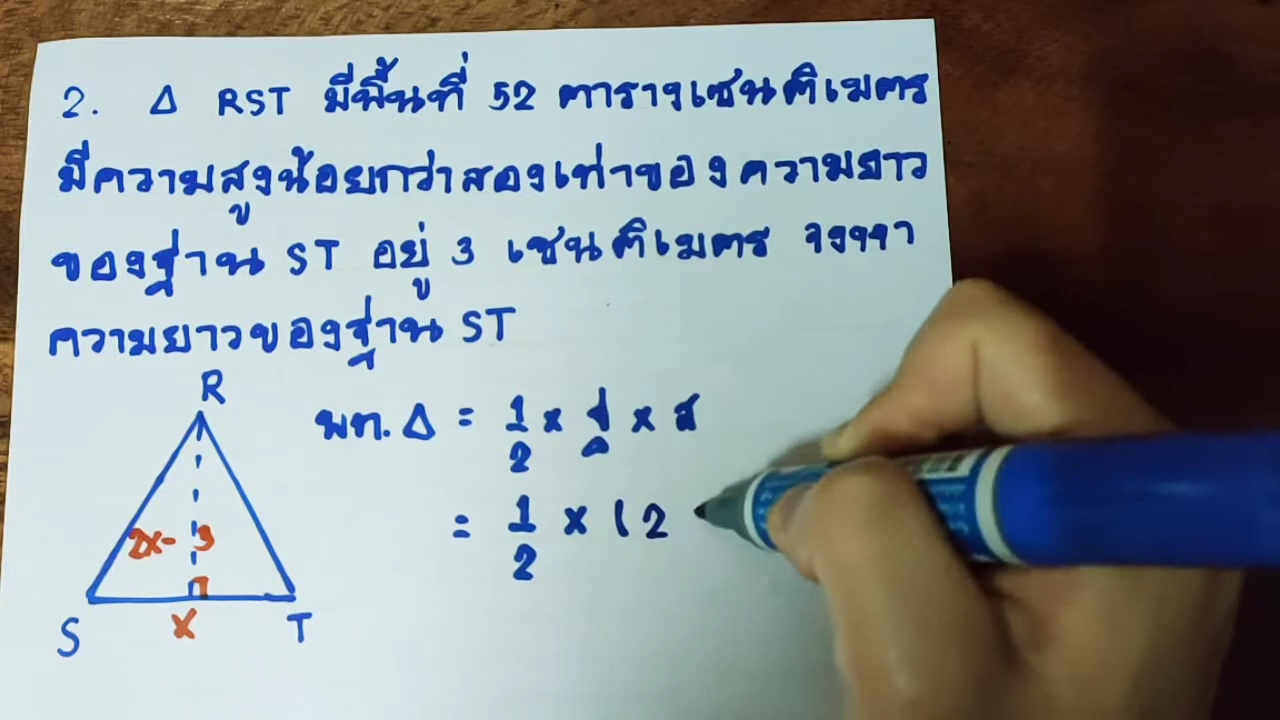 2. Δ RST มีพื้นที่ 52 ตารางเซนติเมตร
มีความสูงน้อยกว่าสองเท่าของความยาว
ของฐาน ST อยู่ 3 เซนติเมตร จงหา
ความยาวของฐาน ST
R
พท. Δ = 1/2 × ฐ × ส
= 1/2 × (2
2x- 3
S
x
T